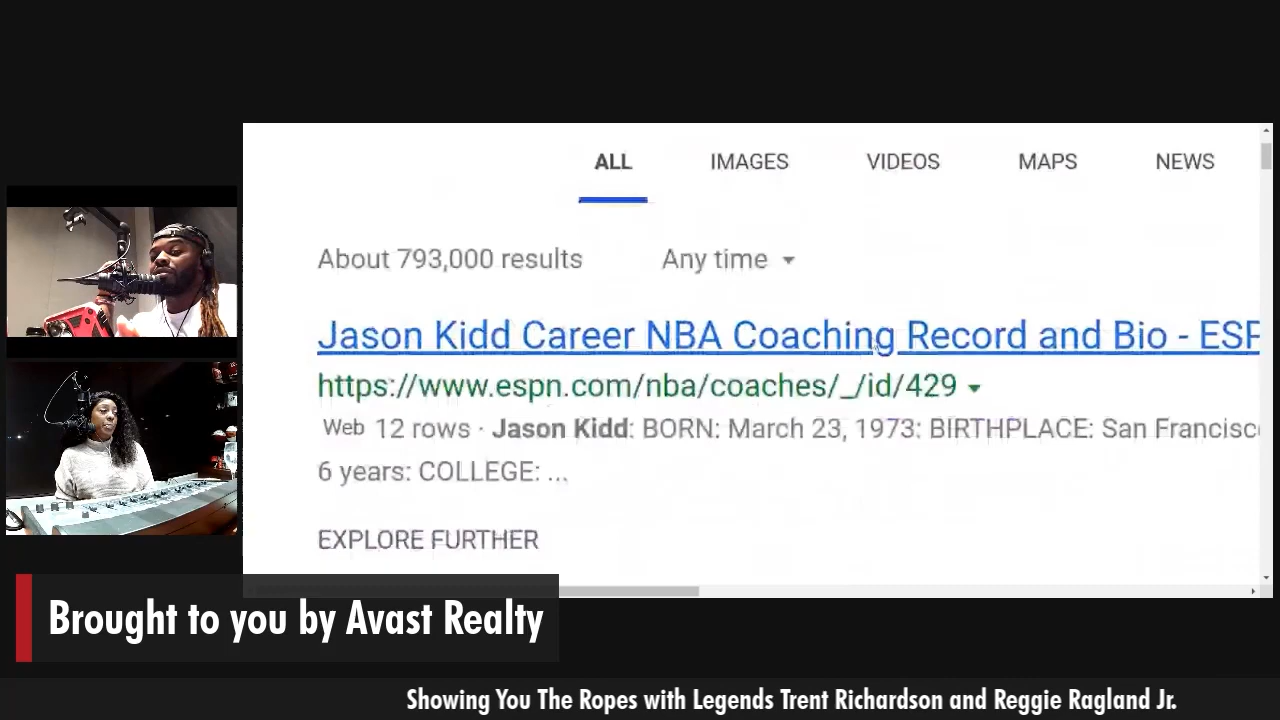 ALL IMAGES VIDEOS MAPS NEWS
About 793,000 results Any time
Jason Kidd Career NBA Coaching Record and Bio - ESP
https://www.espn.com/nba/coaches/_/id/429
Web 12 rows · Jason Kidd: BORN: March 23, 1973: BIRTHPLACE: San Francisc
6 years: COLLEGE: ...
EXPLORE FURTHER
Brought to you by Avast Realty
Showing You The Ropes with Legends Trent Richardson and Reggie Ragland Jr.